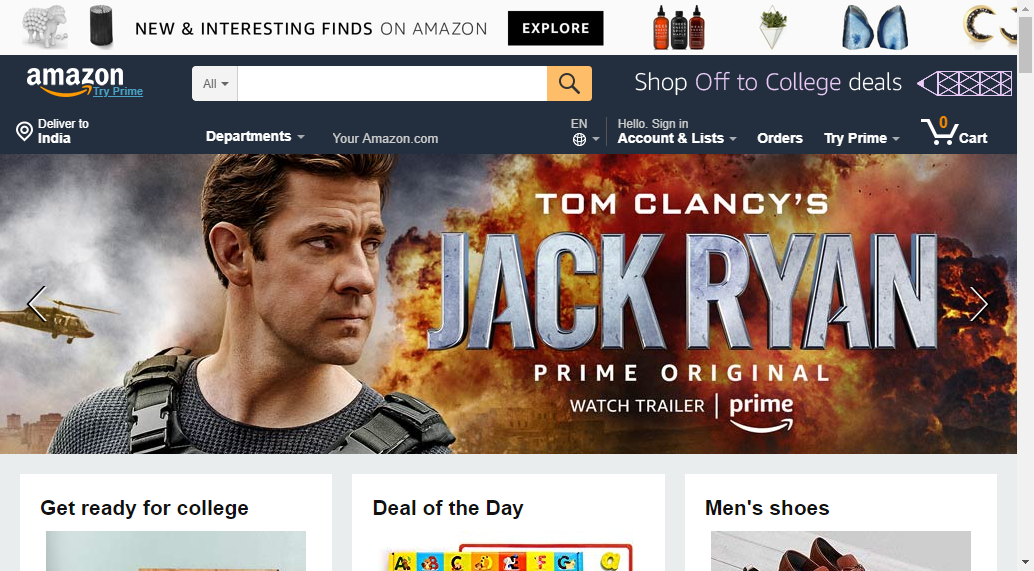 NEW & INTERESTING FINDS ON AMAZON EXPLORE
amazon
Try Prime
All
Shop Off to College deals
Deliver to
India
Departments
Your Amazon.com
EN
Hello. Sign in
Account & Lists
Orders
Try Prime
0
Cart
TOM CLANCY'S
JACK RYAN
PRIME ORIGINAL
WATCH TRAILER | prime
Get ready for college
Deal of the Day
Men's shoes
A B C D E F G